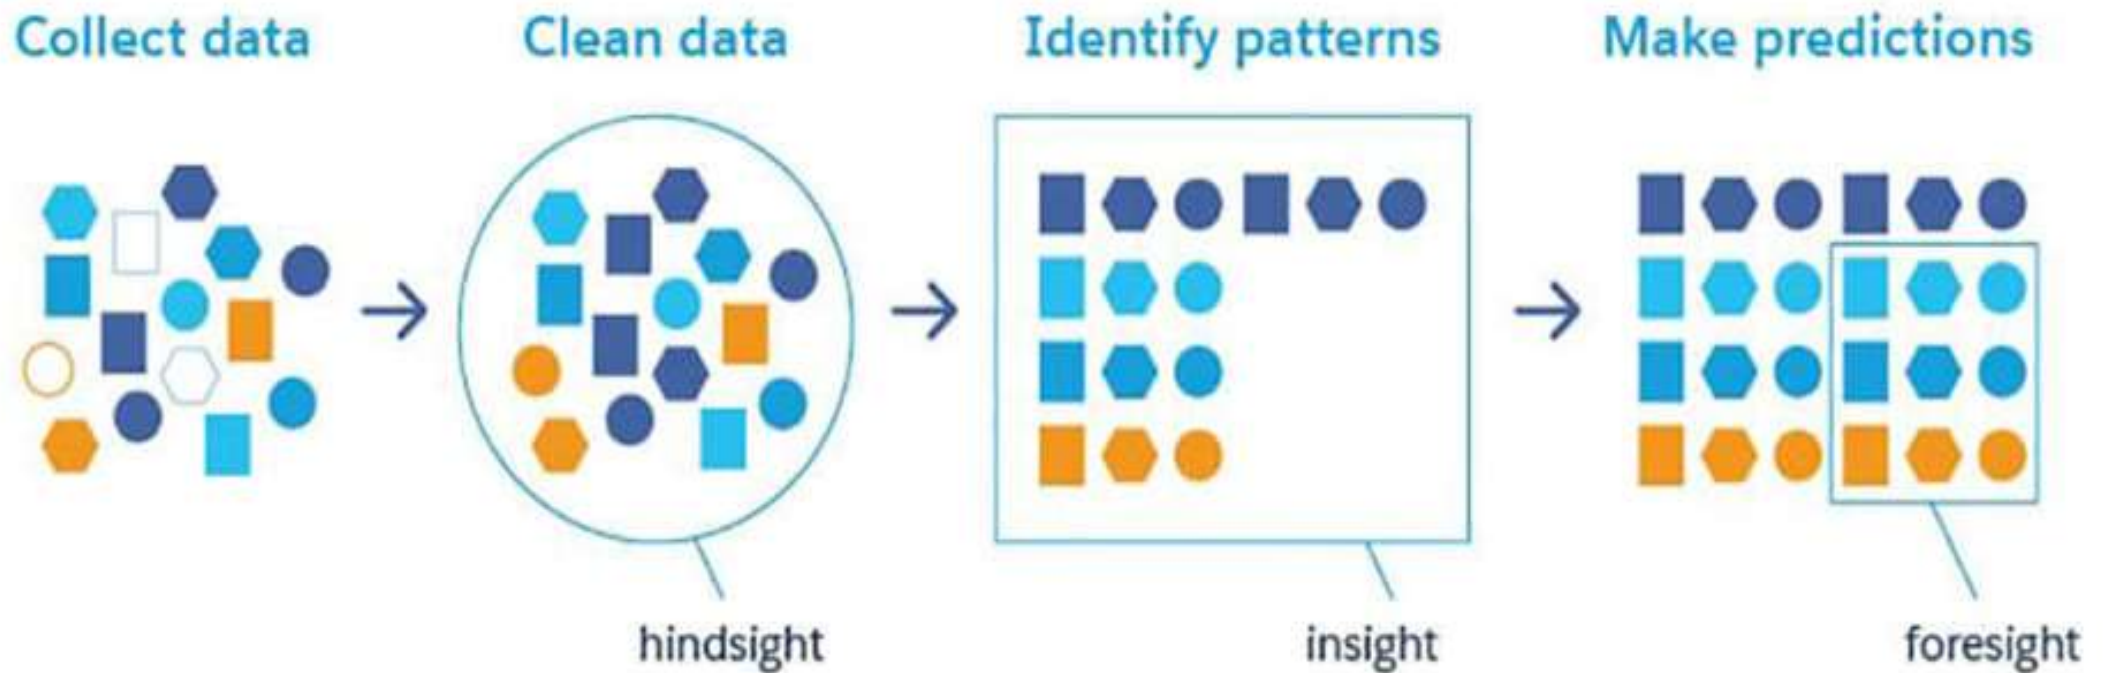 Collect data
Clean data
Identify patterns
Make predictions
hindsight
insight
foresight